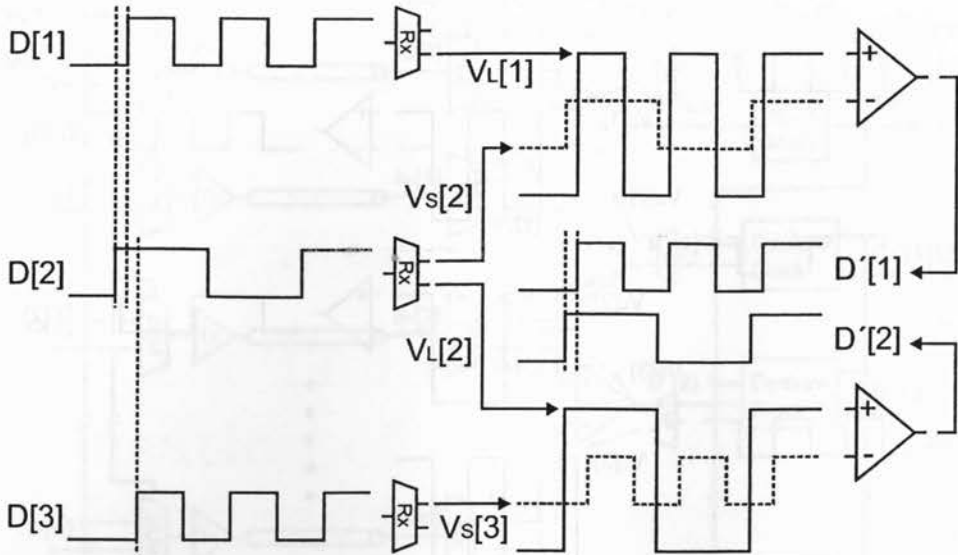 D[1]
Rx
VL[1]
+
-
VS[2]
D[2]
Rx
D´[1]
VL[2]
D´[2]
+
-
D[3]
Rx
VS[3]